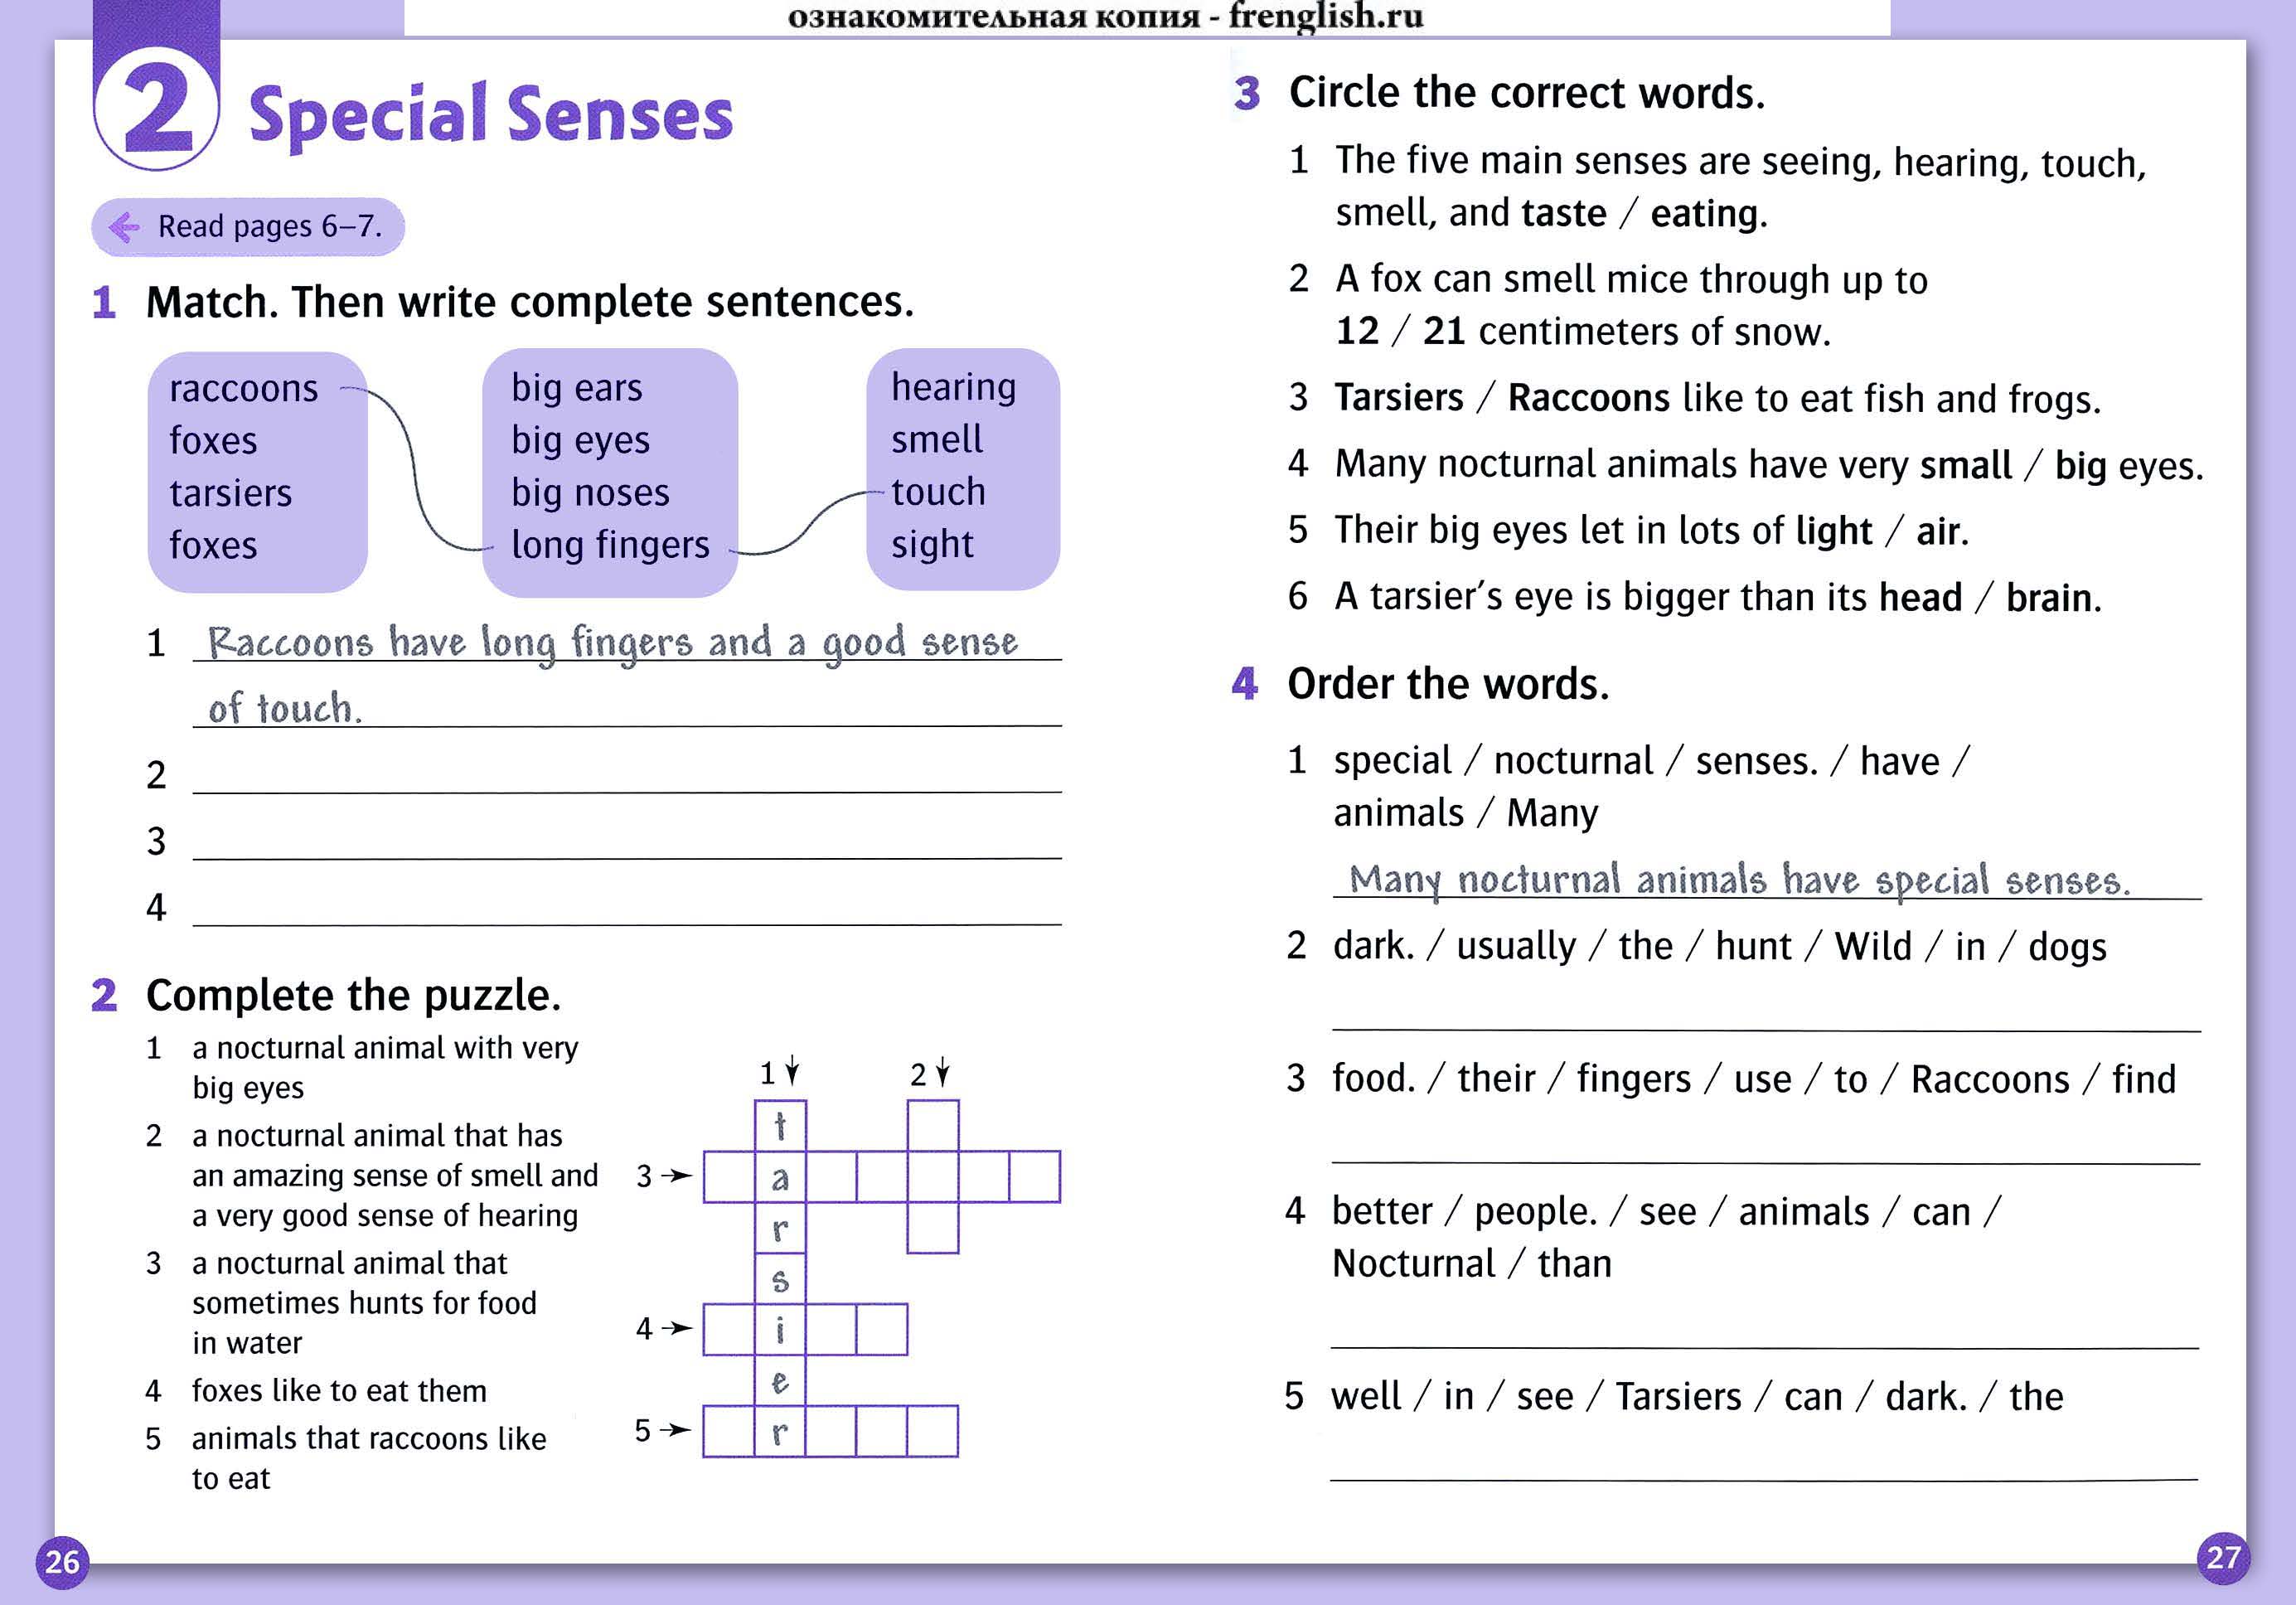 ознакомительная копия - frenglish.ru
2 Special Senses
Read pages 6–7.
1 Match. Then write complete sentences.
raccoons
foxes
tarsiers
foxes
big ears
big eyes
big noses
long fingers
hearing
smell
touch
sight
1 Raccoons have long fingers and a good sense
of touch.
2
3
4
2 Complete the puzzle.
1 a nocturnal animal with very
big eyes
2 a nocturnal animal that has
an amazing sense of smell and
a very good sense of hearing
3 a nocturnal animal that
sometimes hunts for food
in water
4 foxes like to eat them
5 animals that raccoons like
to eat
1 2
t
3 a
r
s
4 i
e
5 r
26
3 Circle the correct words.
1 The five main senses are seeing, hearing, touch,
smell, and taste / eating.
2 A fox can smell mice through up to
12 / 21 centimeters of snow.
3 Tarsiers / Raccoons like to eat fish and frogs.
4 Many nocturnal animals have very small / big eyes.
5 Their big eyes let in lots of light / air.
6 A tarsier's eye is bigger than its head / brain.
4 Order the words.
1 special / nocturnal / senses. / have /
animals / Many
Many nocturnal animals have special senses.
2 dark. / usually / the / hunt / Wild / in / dogs
3 food. / their / fingers / use / to / Raccoons / find
4 better / people. / see / animals / can /
Nocturnal / than
5 well / in / see / Tarsiers / can / dark. / the
27